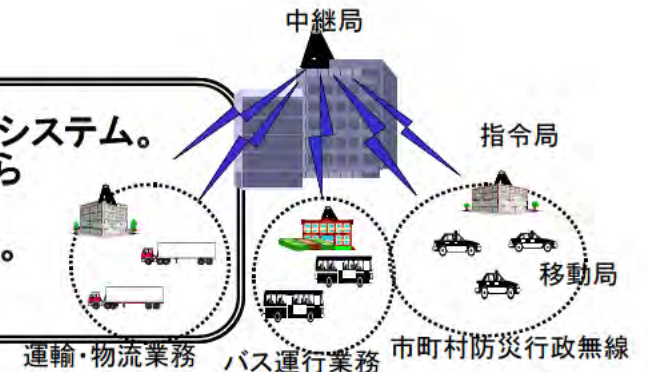 中継局
システム。
ら
指令局
。
移動局
運輸・物流業務
バス運行業務
市町村防災行政無線